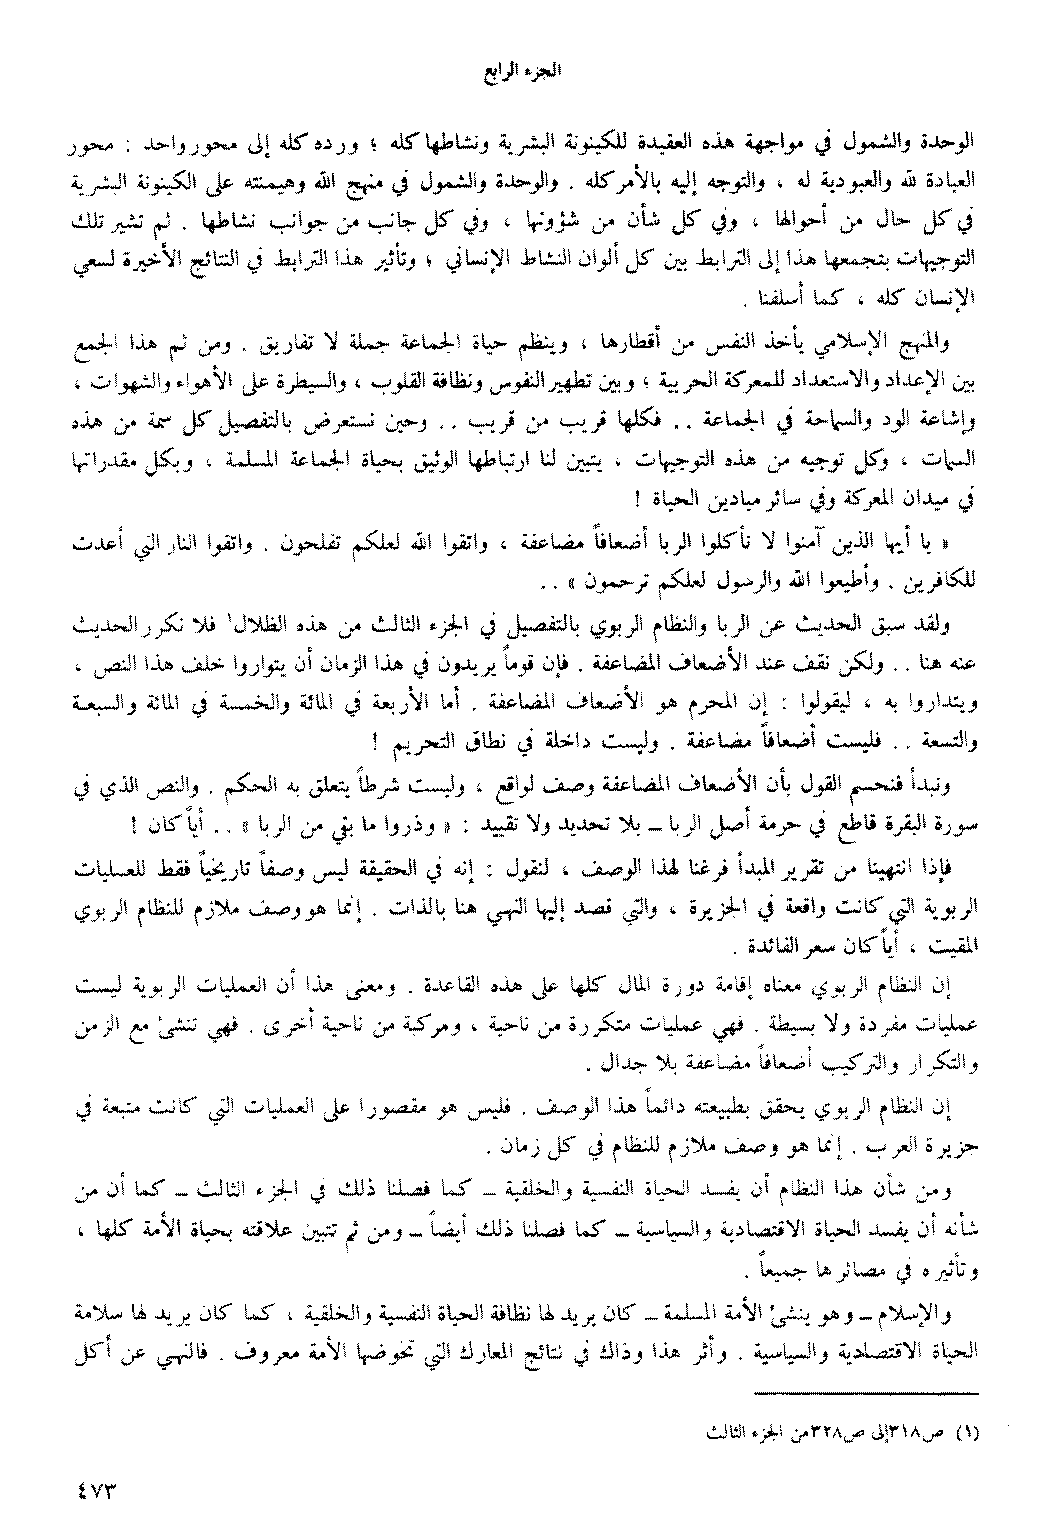 الجزء الرابع
الوحدة والشمول في مواجهة هذه العقيدة للكينونة البشرية ونشاطها كله ؛ ورده كله إلى محور واحد : محور
العبادة لله والعبودية له ، والتوجه إليه بالأمر كله . والوحدة والشمول في منهج الله وهيمنته على الكينونة البشرية
في كل حال من أحوالها ، وفي كل شأن من شؤونها ، وفي كل جانب من جوانب نشاطها . ثم تشير تلك
التوجيهات بتجمعها هذا إلى الترابط بين كل ألوان النشاط الإنساني ؛ وتأثير هذا الترابط في النتائج الأخيرة لسعي
الإنسان كله ، كما أسلفنا .
والمنهج الإسلامي يأخذ النفس من أقطارها ، وينظم حياة الجماعة جملة لا تفاريق . ومن ثم هذا الجمع
بين الإعداد والاستعداد للمعركة الحربية ؛ وبين تطهير النفوس ونظافة القلوب ، والسيطرة على الأهواء والشهوات ،
وإشاعة الود والسماحة في الجماعة .. فكلها قريب من قريب .. وحين نستعرض بالتفصيل كل سمة من هذه
السمات ، وكل توجيه من هذه التوجيهات ، يتبين لنا ارتباطها الوثيق بحياة الجماعة المسلمة ، وبكل مقدراتها
في ميدان المعركة وفي سائر ميادين الحياة !
« يا أيها الذين آمنوا لا تأكلوا الربا أضعافاً مضاعفة ، واتقوا الله لعلكم تفلحون . واتقوا النار التي أعدت
للكافرين . وأطيعوا الله والرسول لعلكم ترحمون » ..
ولقد سبق الحديث عن الربا والنظام الربوي بالتفصيل في الجزء الثالث من هذه الظلال١ فلا نكرر الحديث
عنه هنا .. ولكن نقف عند الأضعاف المضاعفة . فإن قوماً يريدون في هذا الزمان أن يتواروا خلف هذا النص ،
ويتداروا به ، ليقولوا : إن المحرم هو الأضعاف المضاعفة . أما الأربعة في المائة والخمسة في المائة والسبعة
والتسعة .. فليست أضعافاً مضاعفة . وليست داخلة في نطاق التحريم !
ونبدأ فنحسم القول بأن الأضعاف المضاعفة وصف لواقع ، وليست شرطاً يتعلق به الحكم . والنص الذي في
سورة البقرة قاطع في حرمة أصل الربا ـ بلا تحديد ولا تقييد : « وذروا ما بقي من الربا » .. أياً كان !
فإذا انتهينا من تقرير المبدأ فرغنا لهذا الوصف ، لنقول : إنه في الحقيقة ليس وصفاً تاريخياً فقط للعمليات
الربوية التي كانت واقعة في الجزيرة ، والتي قصد إليها النهي هنا بالذات . إنما هو وصف ملازم للنظام الربوي
المقيت ، أياً كان سعر الفائدة .
إن النظام الربوي معناه إقامة دورة المال كلها على هذه القاعدة . ومعنى هذا أن العمليات الربوية ليست
عمليات مفردة ولا بسيطة . فهي عمليات متكررة من ناحية ، ومركبة من ناحية أخرى . فهي تنشئ مع الزمن
والتكرار والتركيب أضعافاً مضاعفة بلا جدال .
إن النظام الربوي يحقق بطبيعته دائماً هذا الوصف . فليس هو مقصورا على العمليات التي كانت متبعة في
جزيرة العرب . إنما هو وصف ملازم للنظام في كل زمان .
ومن شأن هذا النظام أن يفسد الحياة النفسية والخلقية ـ كما فصلنا ذلك في الجزء الثالث ـ كما أن من
شأنه أن يفسد الحياة الاقتصادية والسياسية ـ كما فصلنا ذلك أيضاً ـ ومن ثم تتبين علاقته بحياة الأمة كلها ،
وتأثيره في مصائرها جميعاً .
والإسلام ـ وهو ينشئ الأمة المسلمة ـ كان يريد لها نظافة الحياة النفسية والخلقية ، كما كان يريد لها سلامة
الحياة الاقتصادية والسياسية . وأثر هذا وذاك في نتائج المعارك التي تخوضها الأمة معروف . فالنهي عن أكل
(١) ص٣١٨إلى ص٣٢٨من الجزء الثالث
٤٧٣